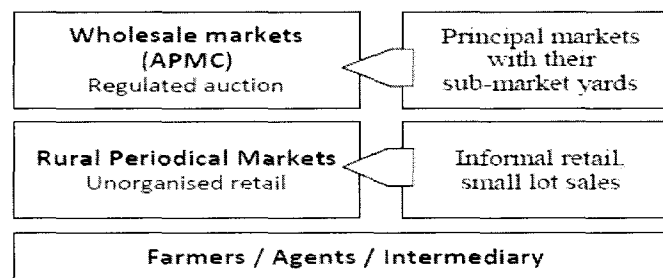 Wholesale markets
(APMC)
Regulated auction
Principal markets
with their
sub-market yards
Rural Periodical Markets
Unorganised retail
Informal retail,
small lot sales
Farmers / Agents / Intermediary